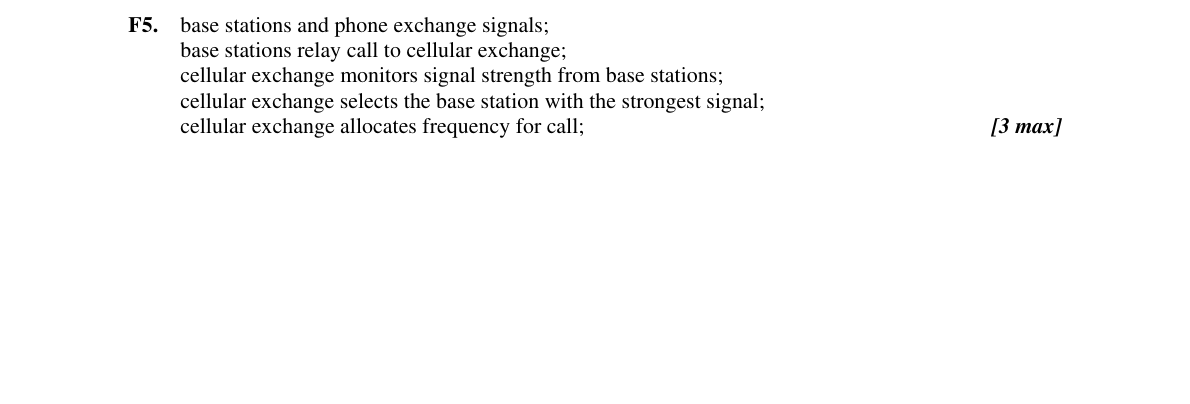 F5. base stations and phone exchange signals;
base stations relay call to cellular exchange;
cellular exchange monitors signal strength from base stations;
cellular exchange selects the base station with the strongest signal;
cellular exchange allocates frequency for call; [3 max]